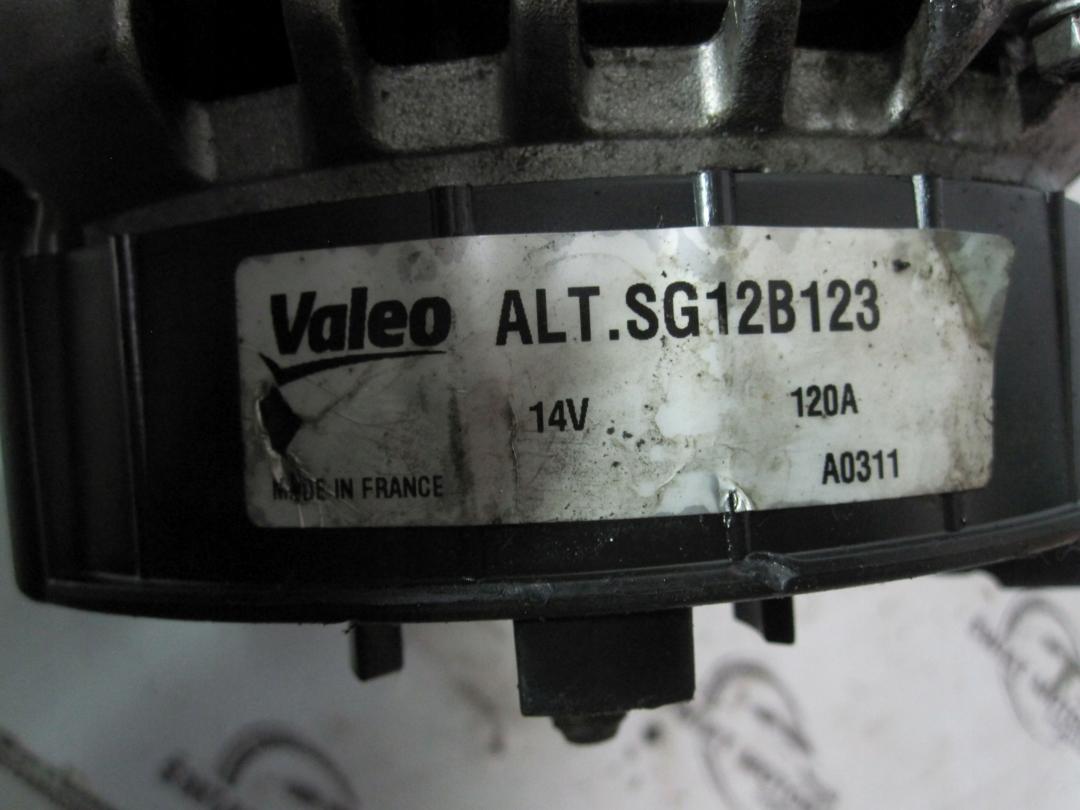 Valeo ALT.SG12B123
14V 120A
A0311
MADE IN FRANCE